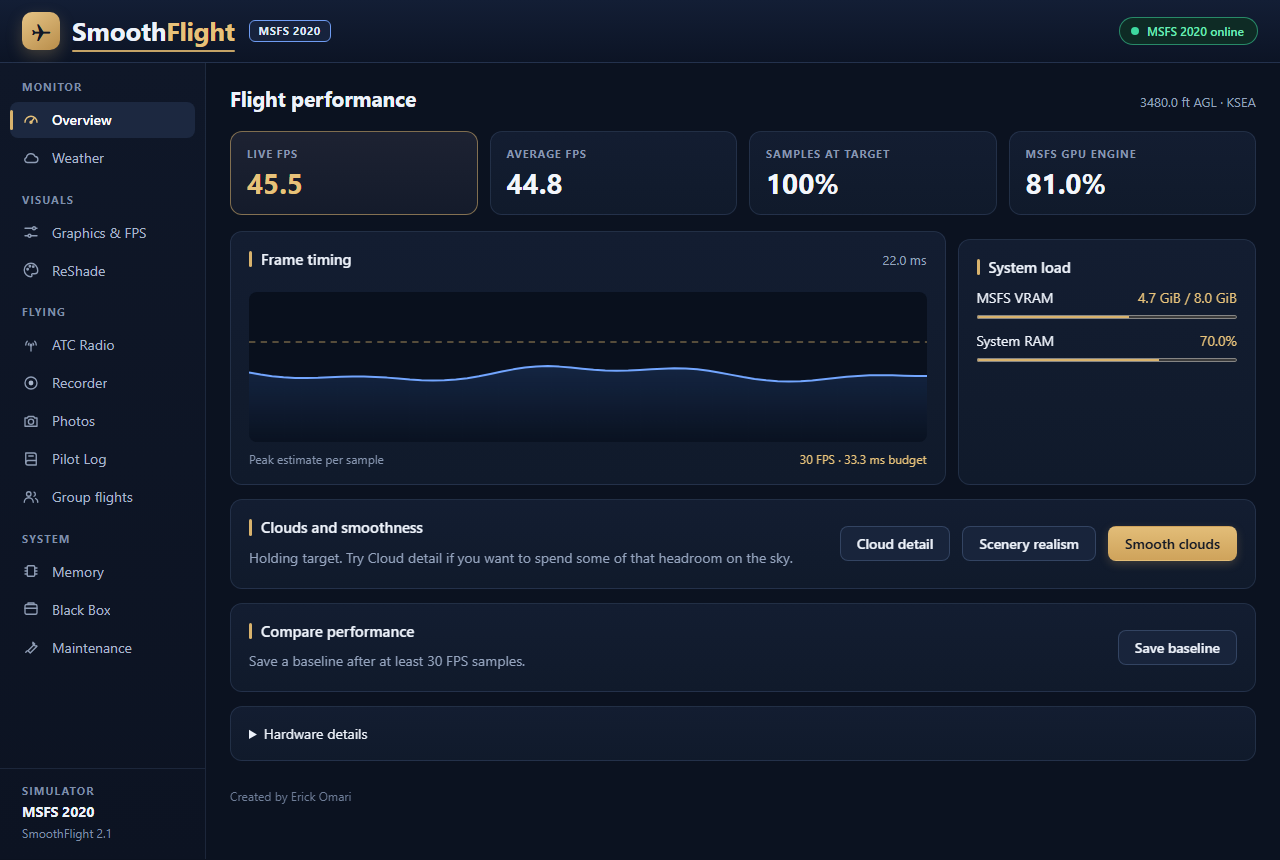 SmoothFlight
MSFS 2020
MSFS 2020 online
MONITOR
Overview
Weather
VISUALS
Graphics & FPS
ReShade
FLYING
ATC Radio
Recorder
Photos
Pilot Log
Group flights
SYSTEM
Memory
Black Box
Maintenance
SIMULATOR
MSFS 2020
SmoothFlight 2.1
Flight performance
3480.0 ft AGL · KSEA
LIVE FPS
45.5
AVERAGE FPS
44.8
SAMPLES AT TARGET
100%
MSFS GPU ENGINE
81.0%
Frame timing
22.0 ms
Peak estimate per sample
30 FPS · 33.3 ms budget
System load
MSFS VRAM
4.7 GiB / 8.0 GiB
System RAM
70.0%
Clouds and smoothness
Holding target. Try Cloud detail if you want to spend some of that headroom on the sky.
Cloud detail
Scenery realism
Smooth clouds
Compare performance
Save a baseline after at least 30 FPS samples.
Save baseline
Hardware details
Created by Erick Omari